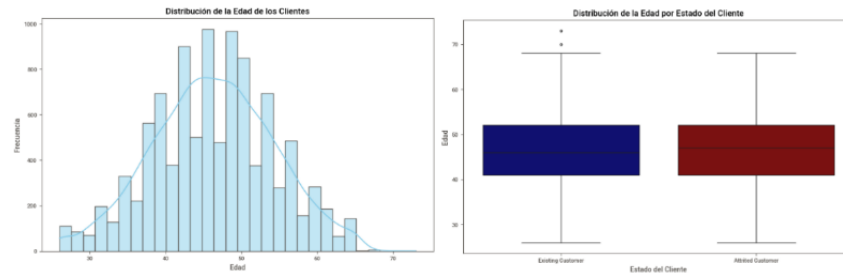 Distribución de la Edad de los Clientes
Frecuencia
1000
800
600
400
200
0
30
40
50
60
70
Edad
Distribución de la Edad por Estado del Cliente
Edad
70
60
50
40
30
Existing Customer
Attrited Customer
Estado del Cliente